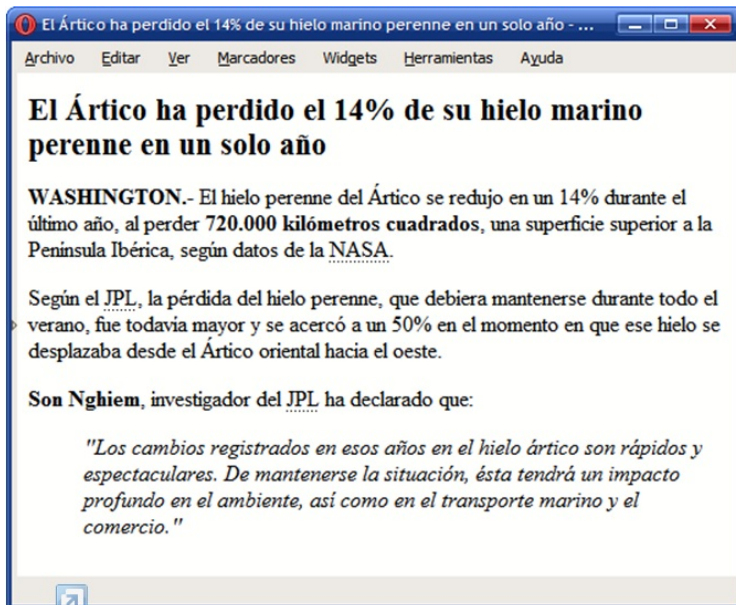 El Ártico ha perdido el 14% de su hielo marino perenne en un solo año - ...
Archivo Editar Ver Marcadores Widgets Herramientas Ayuda
El Ártico ha perdido el 14% de su hielo marino
perenne en un solo año
WASHINGTON.- El hielo perenne del Ártico se redujo en un 14% durante el
último año, al perder 720.000 kilómetros cuadrados, una superficie superior a la
Península Ibérica, según datos de la NASA.
Según el JPL, la pérdida del hielo perenne, que debiera mantenerse durante todo el
verano, fue todavía mayor y se acercó a un 50% en el momento en que ese hielo se
desplazaba desde el Ártico oriental hacia el oeste.
Son Nghiem, investigador del JPL ha declarado que:
"Los cambios registrados en esos años en el hielo ártico son rápidos y
espectaculares. De mantenerse la situación, ésta tendrá un impacto
profundo en el ambiente, así como en el transporte marino y el
comercio."